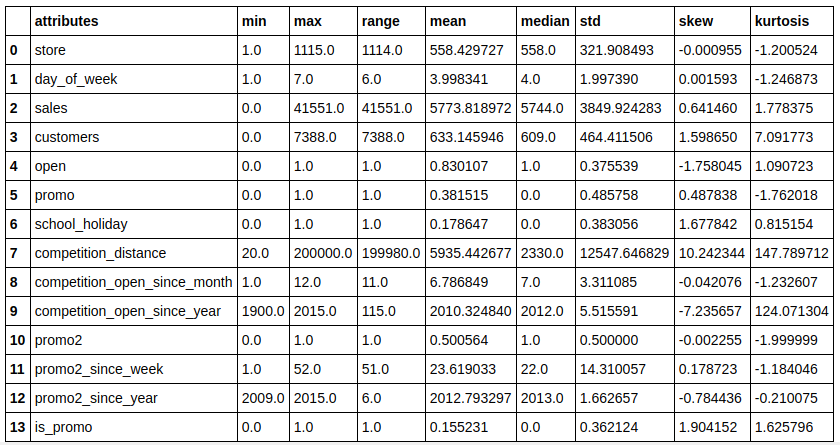 attributes min max range mean median std skew kurtosis
0 store 1.0 1115.0 1114.0 558.429727 558.0 321.908493 -0.000955 -1.200524
1 day_of_week 1.0 7.0 6.0 3.998341 4.0 1.997390 0.001593 -1.246873
2 sales 0.0 41551.0 41551.0 5773.818972 5744.0 3849.924283 0.641460 1.778375
3 customers 0.0 7388.0 7388.0 633.145946 609.0 464.411506 1.598650 7.091773
4 open 0.0 1.0 1.0 0.830107 1.0 0.375539 -1.758045 1.090723
5 promo 0.0 1.0 1.0 0.381515 0.0 0.485758 0.487838 -1.762018
6 school_holiday 0.0 1.0 1.0 0.178647 0.0 0.383056 1.677842 0.815154
7 competition_distance 20.0 200000.0 199980.0 5935.442677 2330.0 12547.646829 10.242344 147.789712
8 competition_open_since_month 1.0 12.0 11.0 6.786849 7.0 3.311085 -0.042076 -1.232607
9 competition_open_since_year 1900.0 2015.0 115.0 2010.324840 2012.0 5.515591 -7.235657 124.071304
10 promo2 0.0 1.0 1.0 0.500564 1.0 0.500000 -0.002255 -1.999999
11 promo2_since_week 1.0 52.0 51.0 23.619033 22.0 14.310057 0.178723 -1.184046
12 promo2_since_year 2009.0 2015.0 6.0 2012.793297 2013.0 1.662657 -0.784436 -0.210075
13 is_promo 0.0 1.0 1.0 0.155231 0.0 0.362124 1.904152 1.625796